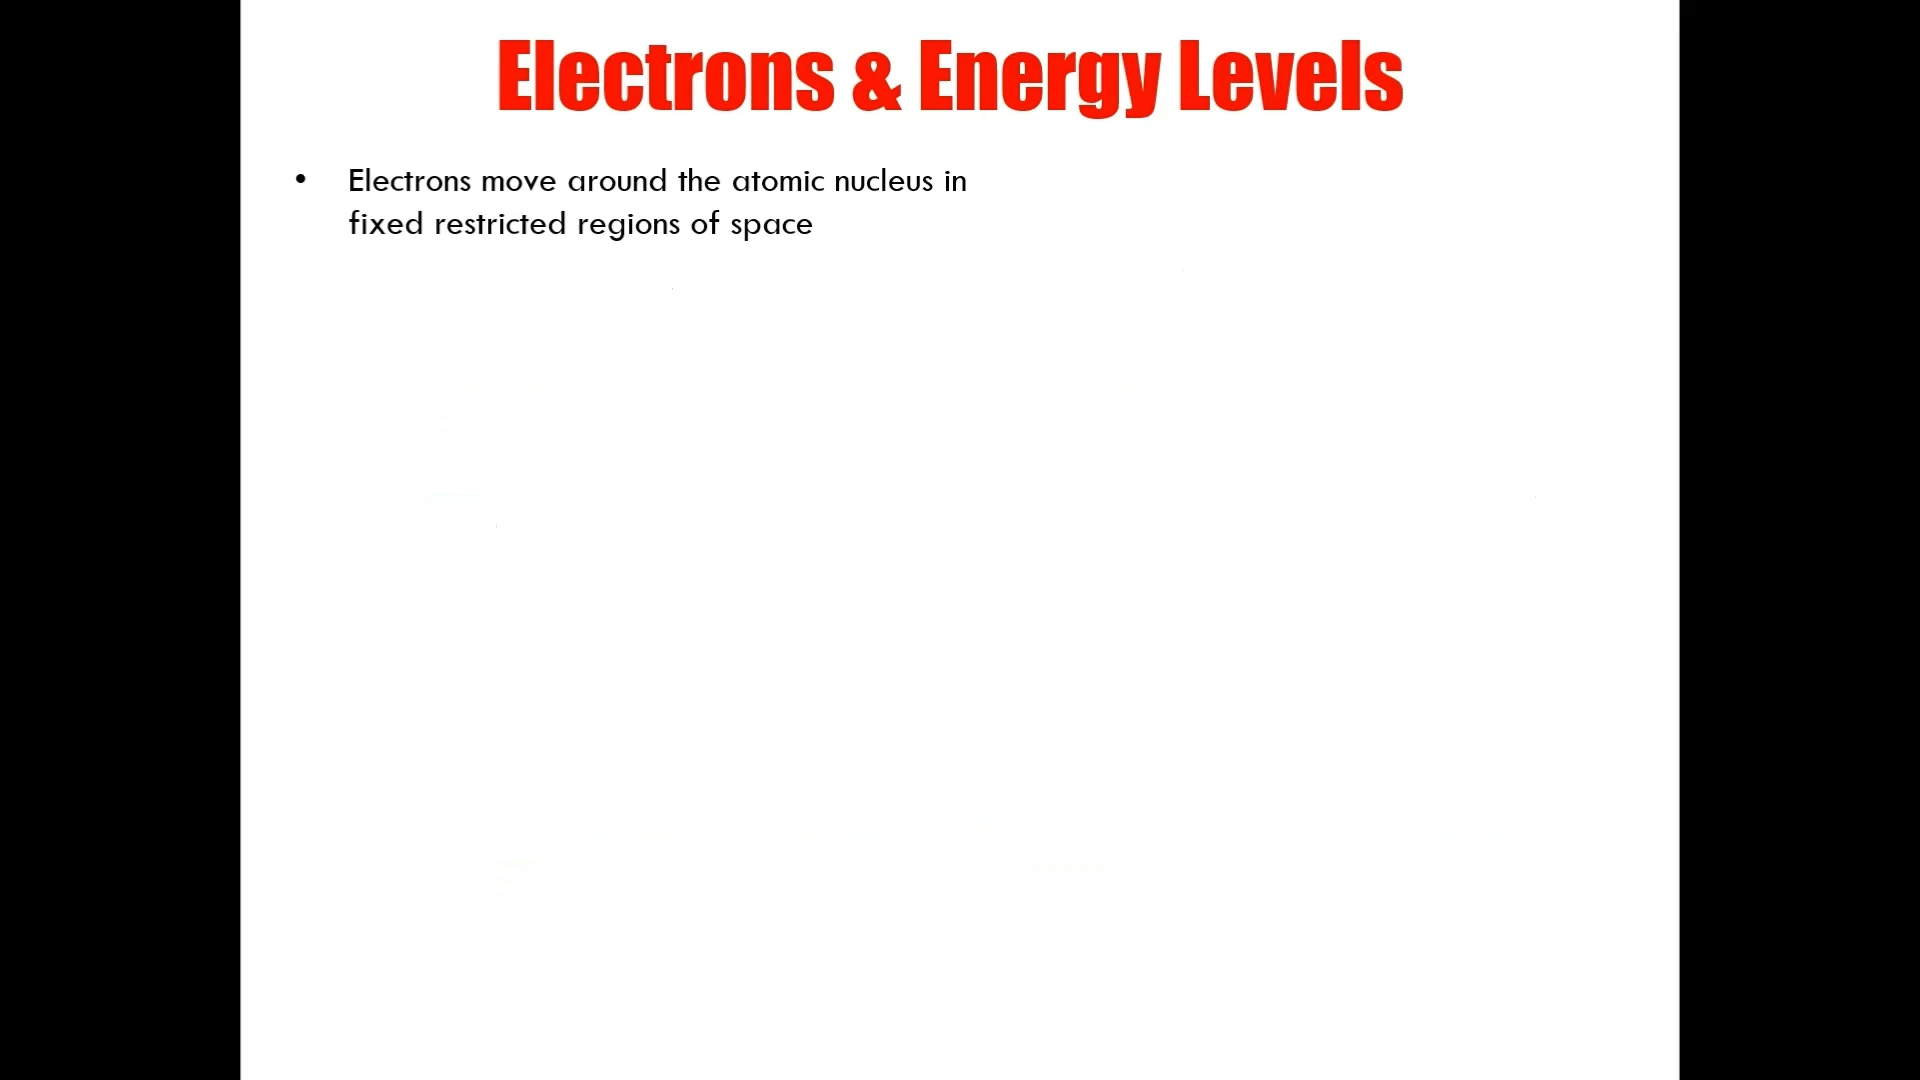 Electrons & Energy Levels
• Electrons move around the atomic nucleus in
fixed restricted regions of space